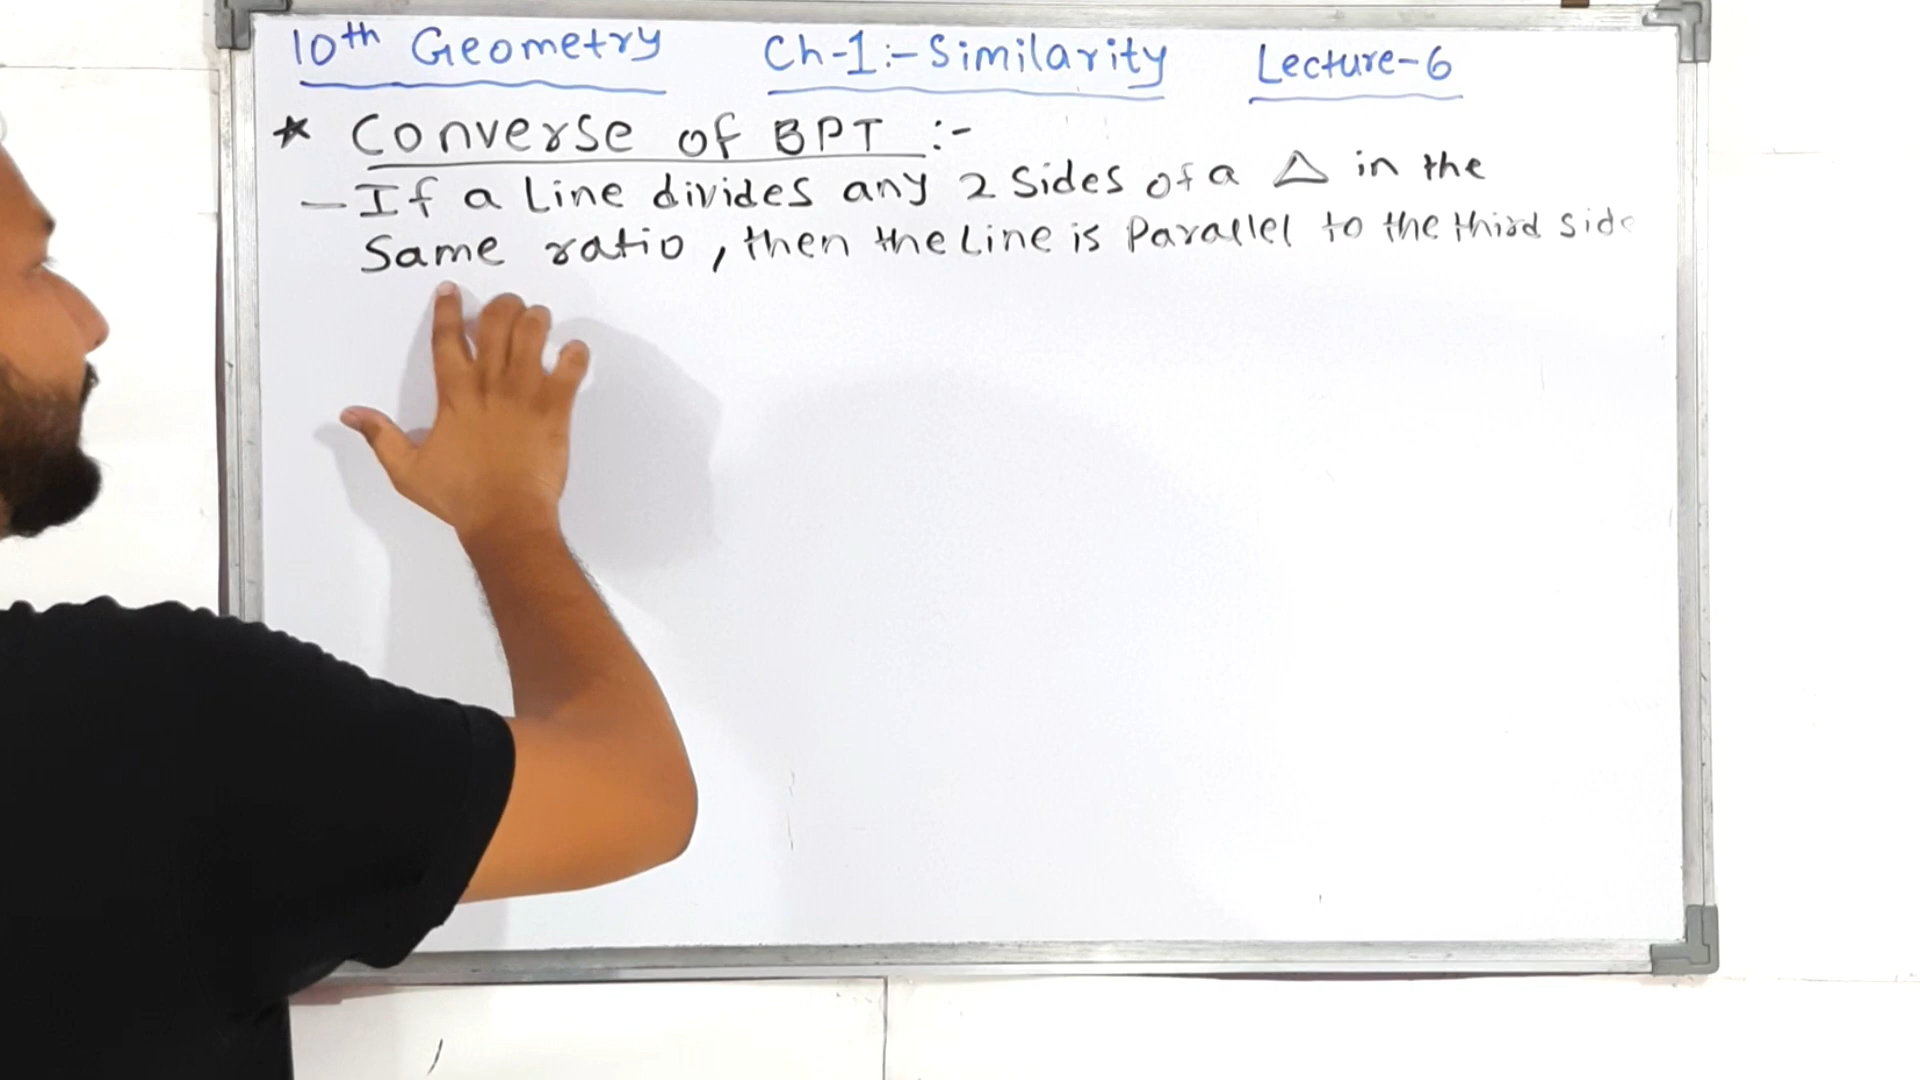 10th Geometry Ch-1:- Similarity Lecture-6
* Converse of BPT :-
- If a Line divides any 2 sides of a △ in the
Same ratio, then the Line is Parallel to the third side